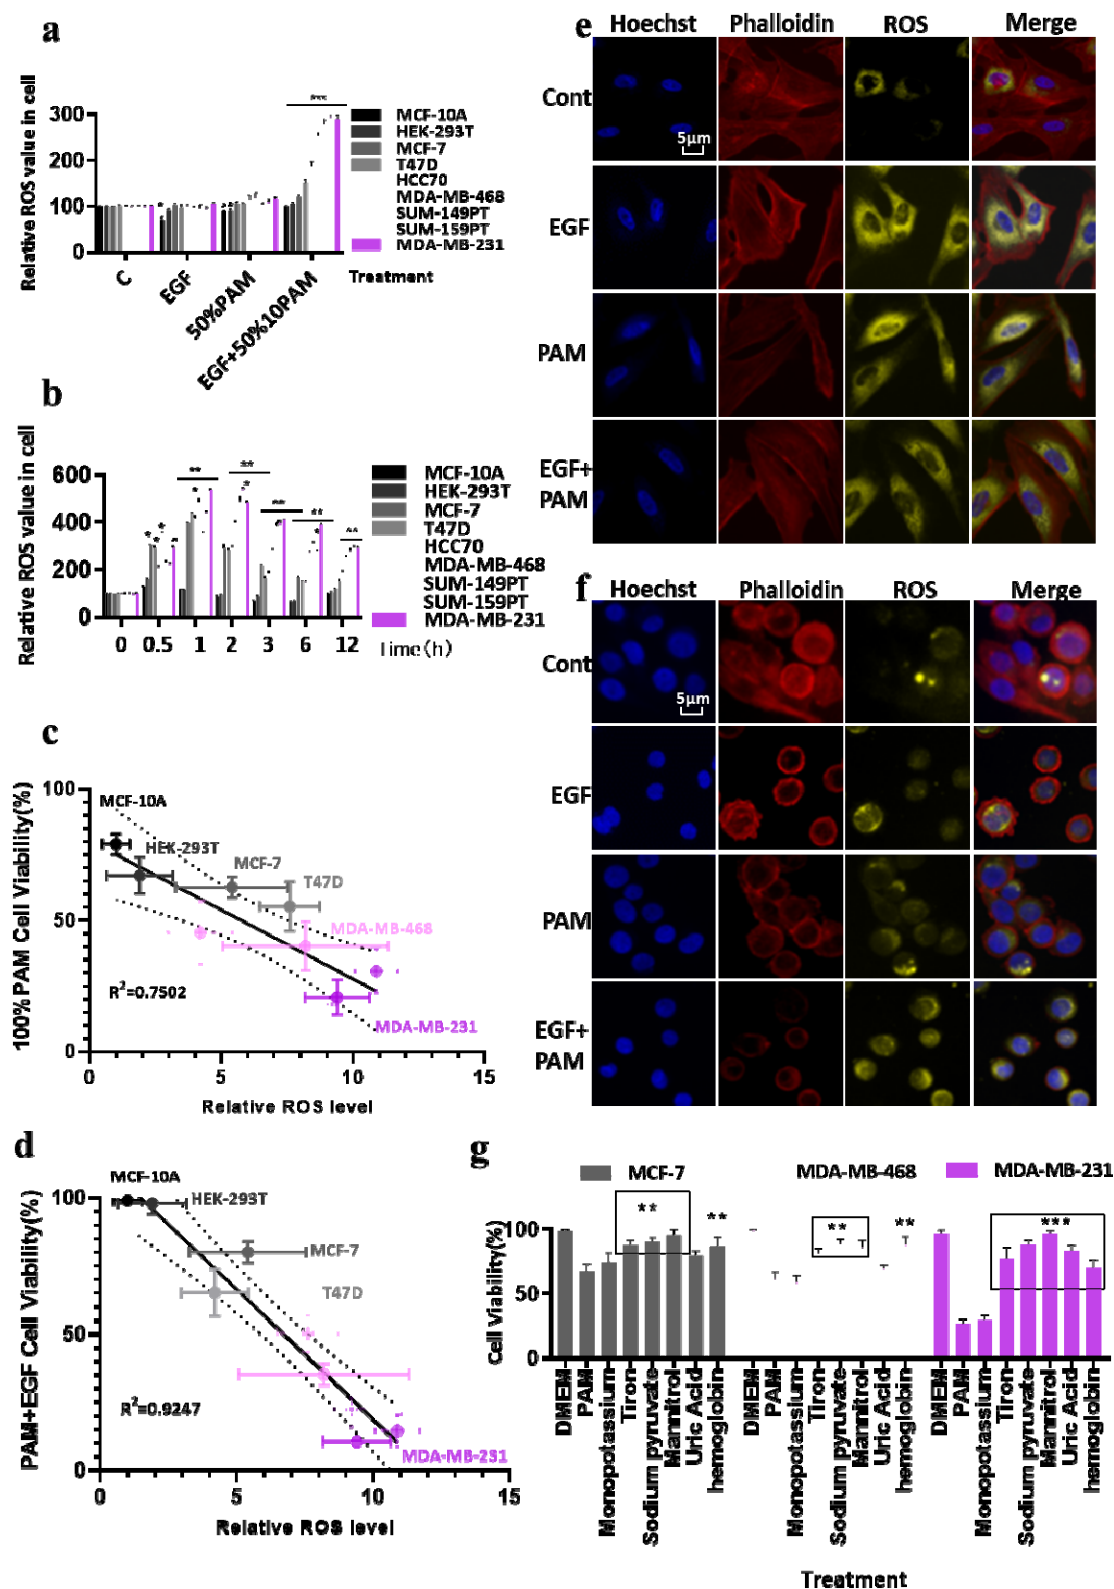 a
Relative ROS value in cell
300
200
100
0
***
C
EGF
50%PAM
EGF+50%10PAM
MCF-10A
HEK-293T
MCF-7
T47D
HCC70
MDA-MB-468
SUM-149PT
SUM-159PT
MDA-MB-231
Treatment
b
Relative ROS value in cell
600
400
200
0
** ** ** ** **
0 0.5 1 2 3 6 12
Time(h)
MCF-10A
HEK-293T
MCF-7
T47D
HCC70
MDA-MB-468
SUM-149PT
SUM-159PT
MDA-MB-231
c
100% PAM Cell Viability(%)
100
50
0
MCF-10A
HEK-293T
MCF-7
T47D
MDA-MB-468
MDA-MB-231
R²=0.7502
0 5 10 15
Relative ROS level
d
PAM+EGF Cell Viability(%)
100
50
0
MCF-10A
HEK-293T
MCF-7
T47D
MDA-MB-231
R²=0.9247
0 5 10 15
Relative ROS level
e
Hoechst Phalloidin ROS Merge
Cont
5μm
EGF
PAM
EGF+
PAM
f
Hoechst Phalloidin ROS Merge
Cont
5μm
EGF
PAM
EGF+
PAM
g
MCF-7 MDA-MB-468 MDA-MB-231
Cell Viability(%)
100
50
0
** ** ** ** ***
DMEM
PAM
Monopotassium
Tiron
Sodium pyruvate
Mannitrol
Uric Acid
hemoglobin
DMEM
PAM
Monopotassium
Tiron
Sodium pyruvate
Mannitrol
Uric Acid
hemoglobin
DMEM
PAM
Monopotassium
Tiron
Sodium pyruvate
Mannitrol
Uric Acid
hemoglobin
Treatment